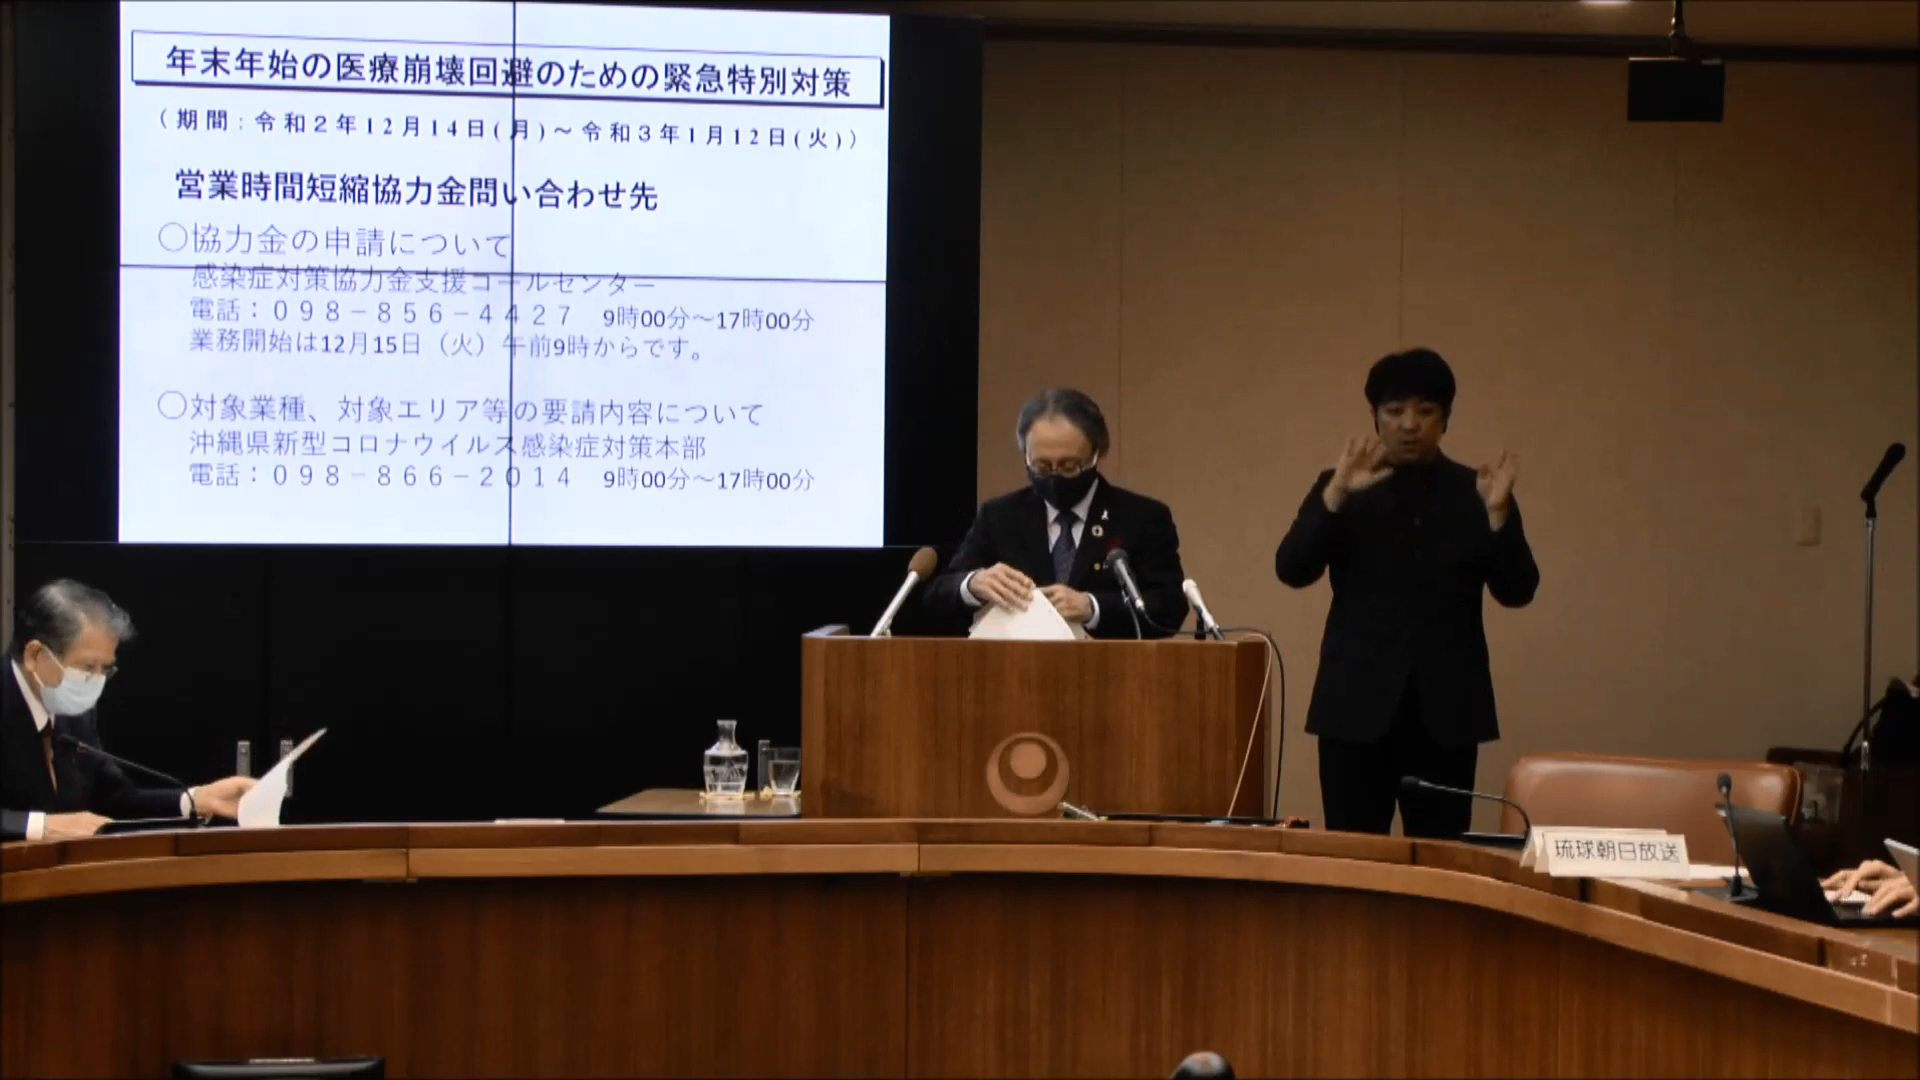 年末年始の医療崩壊回避のための緊急特別対策
（期間：令和２年12月14日(月)～令和３年1月12日(火)）
営業時間短縮協力金問い合わせ先
○協力金の申請について
感染症対策協力金支援コールセンター
電話：０９８－８５６－４４２７　9時00分～17時00分
業務開始は12月15日（火）午前9時からです。
○対象業種、対象エリア等の要請内容について
沖縄県新型コロナウイルス感染症対策本部
電話：０９８－８６６－２０１４　9時00分～17時00分
琉球朝日放送